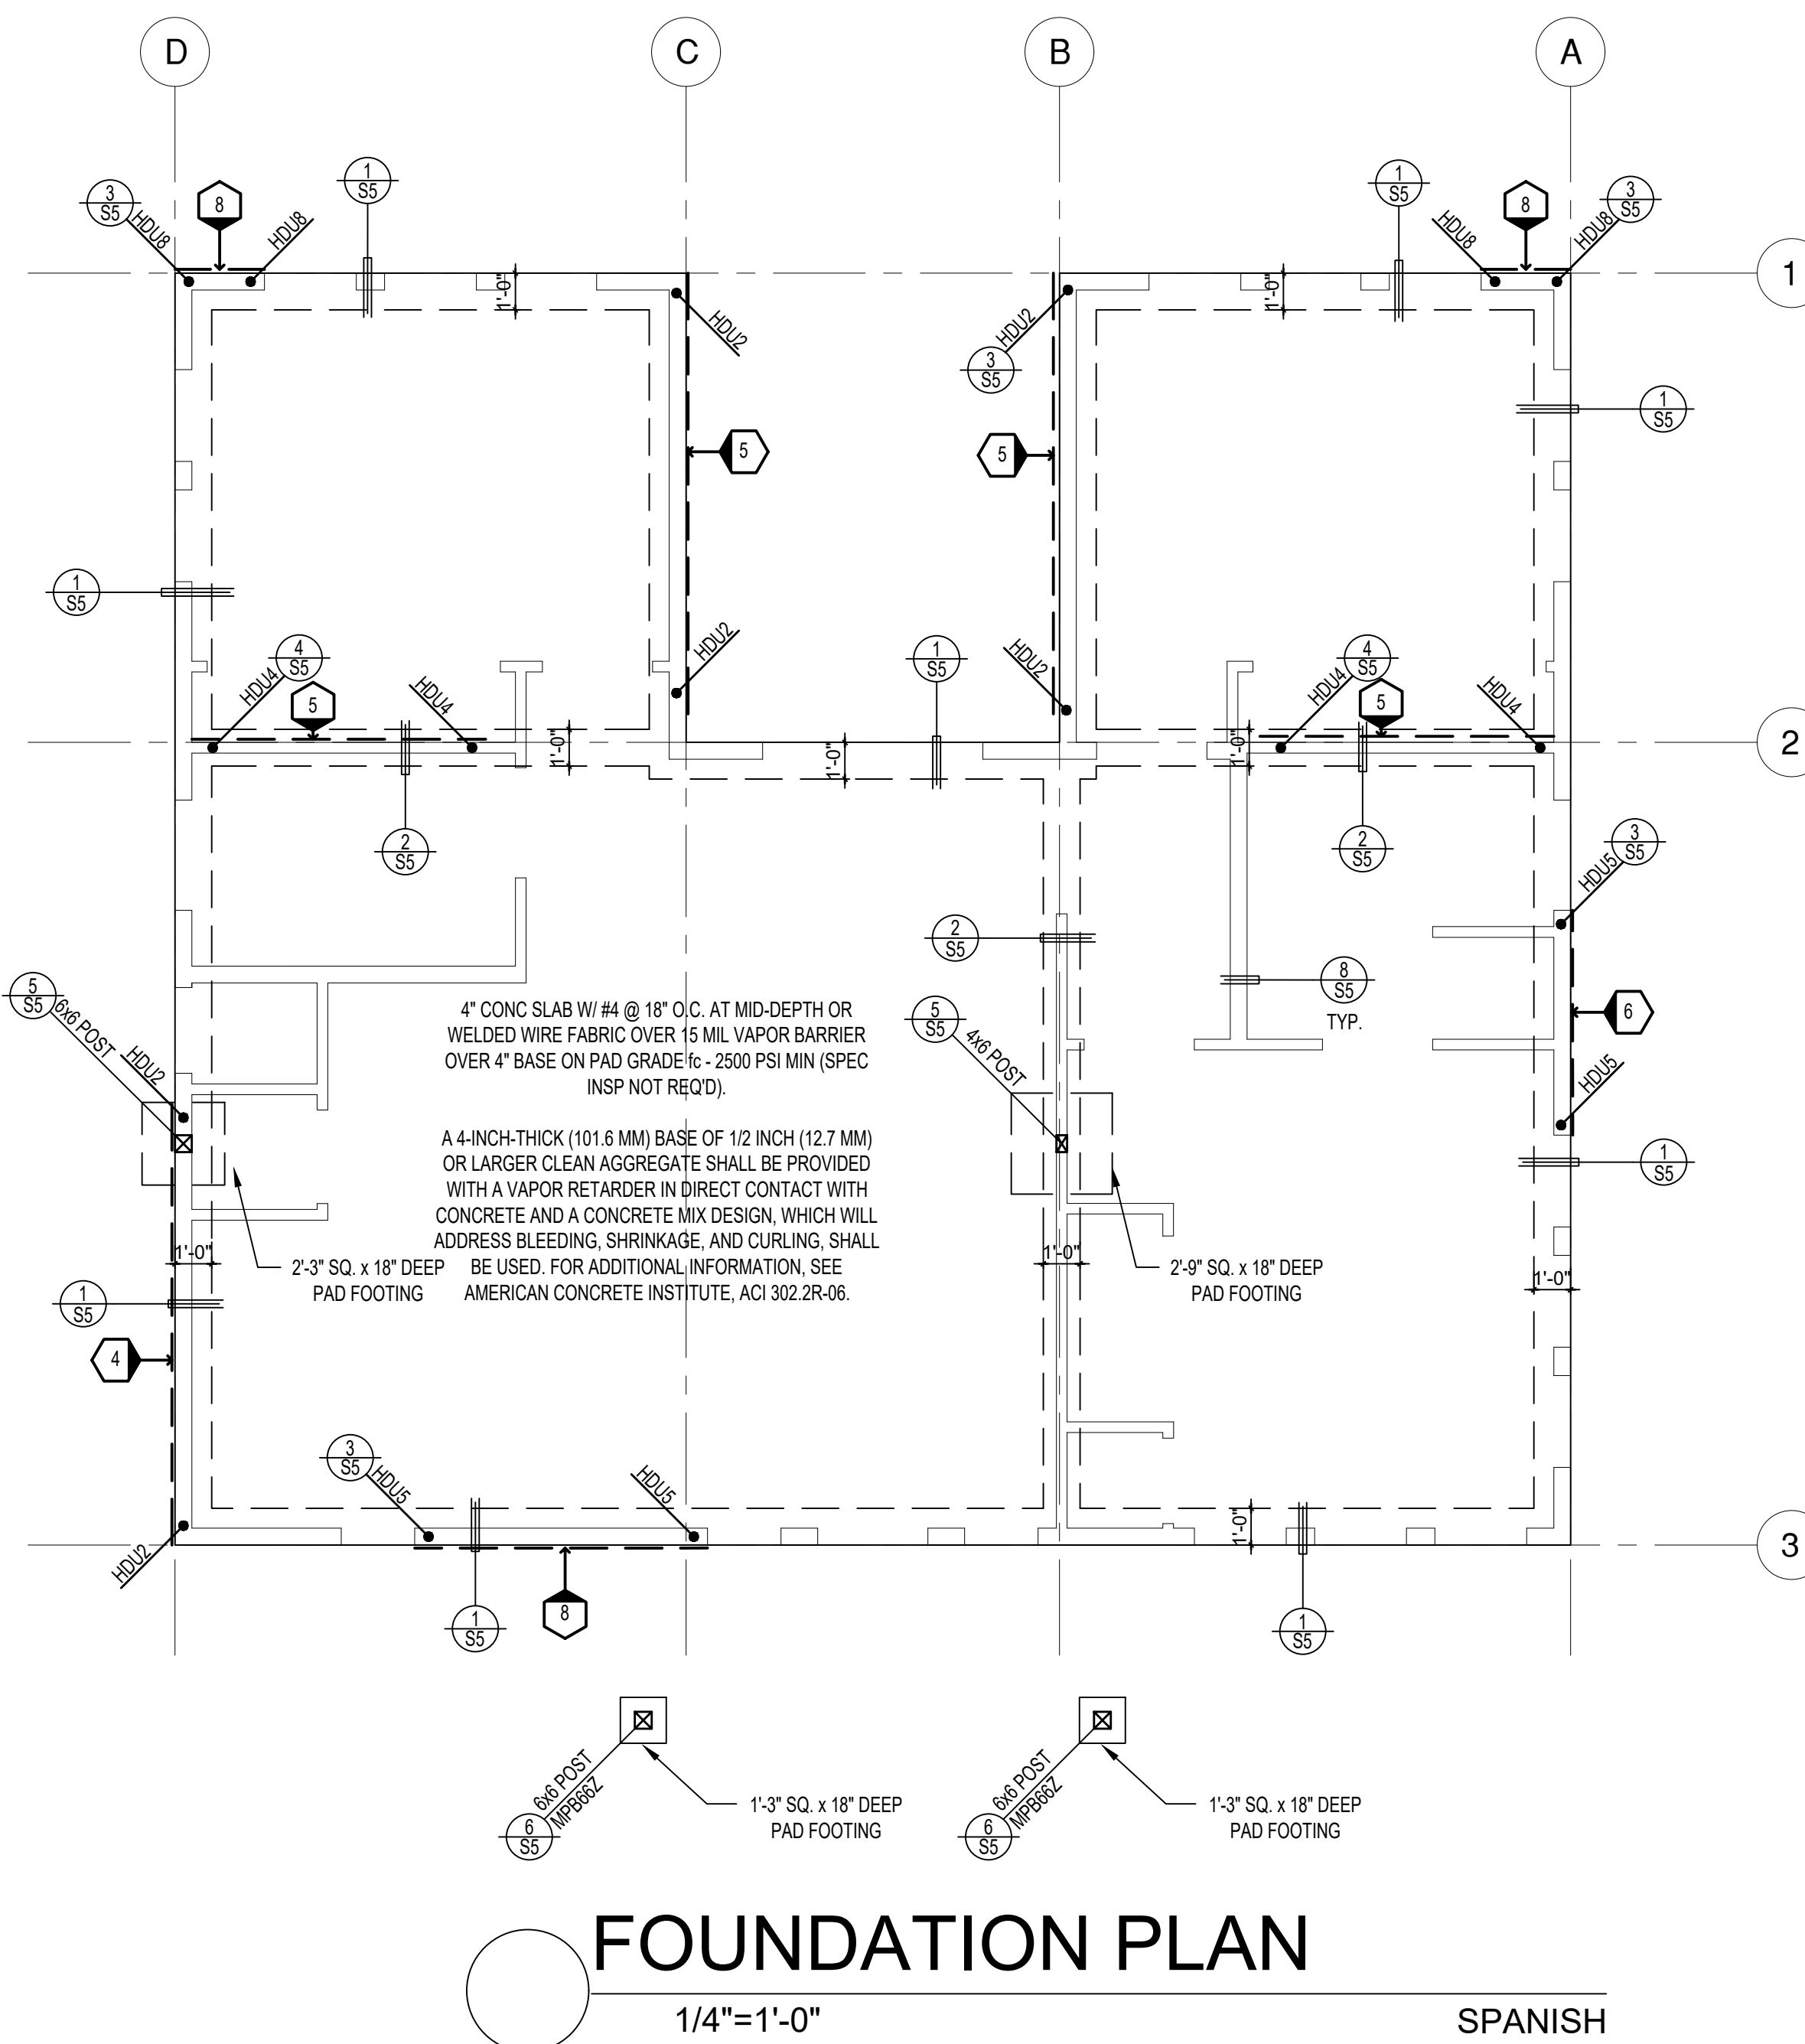 D
C
B
A
1
S5
1
S5
3
S5
8
8
3
S5
HDU8
HDU8
HDU8
HDU8
1
1'-0"
1'-0"
HDU2
HDU2
3
S5
1
S5
5
5
1
S5
4
S5
HDU4
5
HDU4
HDU2
1
S5
HDU2
4
S5
HDU4
5
HDU4
2
1'-0"
1'-0"
1'-0"
2
S5
2
S5
3
S5
HDU5
2
S5
8
S5
TYP.
5
S5
6x6 POST
HDU2
5
S5
4x6 POST
6
HDU5
4" CONC SLAB W/ #4 @ 18" O.C. AT MID-DEPTH OR
WELDED WIRE FABRIC OVER 15 MIL VAPOR BARRIER
OVER 4" BASE ON PAD GRADE fc - 2500 PSI MIN (SPEC
INSP NOT REQ'D).
A 4-INCH-THICK (101.6 MM) BASE OF 1/2 INCH (12.7 MM)
OR LARGER CLEAN AGGREGATE SHALL BE PROVIDED
WITH A VAPOR RETARDER IN DIRECT CONTACT WITH
CONCRETE AND A CONCRETE MIX DESIGN, WHICH WILL
ADDRESS BLEEDING, SHRINKAGE, AND CURLING, SHALL
BE USED. FOR ADDITIONAL INFORMATION, SEE
AMERICAN CONCRETE INSTITUTE, ACI 302.2R-06.
1
S5
1'-0"
2'-3" SQ. x 18" DEEP
PAD FOOTING
1'-0"
2'-9" SQ. x 18" DEEP
PAD FOOTING
1'-0"
1
S5
4
3
S5
HDU5
HDU5
1'-0"
HDU2
3
1
S5
8
1
S5
6x6 POST
MPB66Z
6
S5
1'-3" SQ. x 18" DEEP
PAD FOOTING
6x6 POST
MPB66Z
6
S5
1'-3" SQ. x 18" DEEP
PAD FOOTING
FOUNDATION PLAN
1/4"=1'-0"
SPANISH